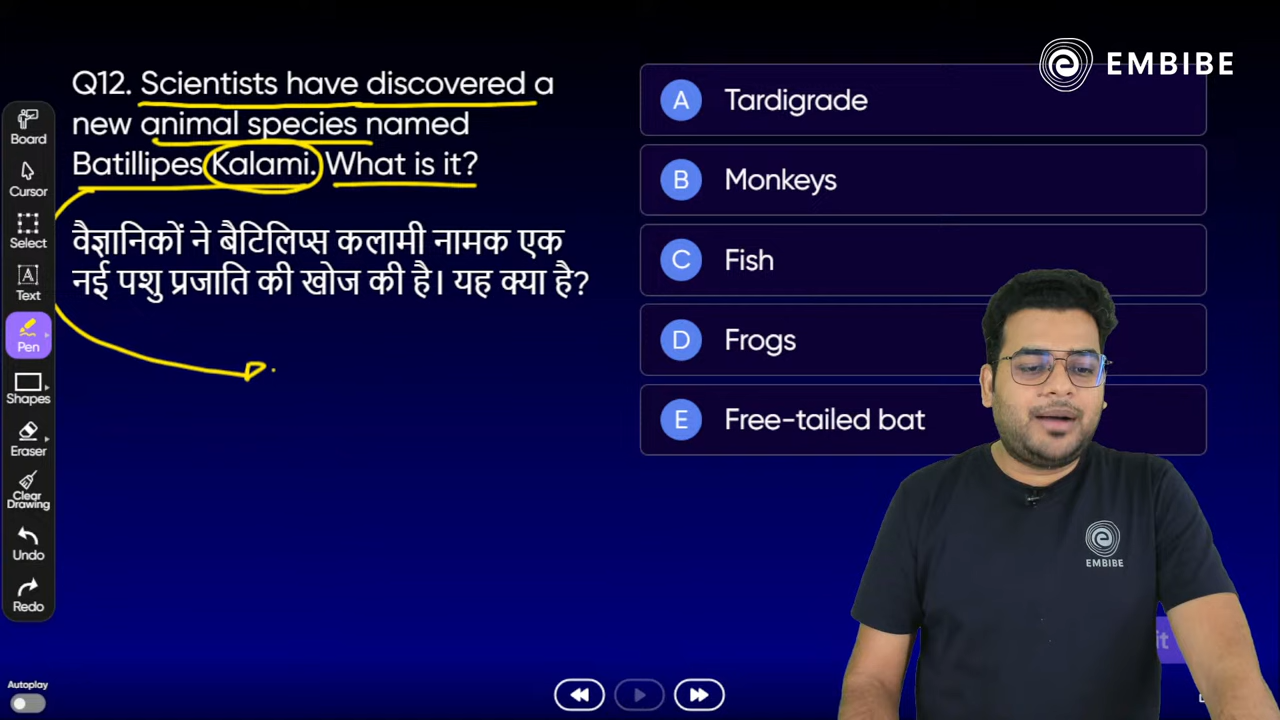 EMBIBE
Q12. Scientists have discovered a
new animal species named
Batillipes Kalami. What is it?
वैज्ञानिकों ने बैटिलिप्स कलामी नामक एक
नई पशु प्रजाति की खोज की है। यह क्या है?
A Tardigrade
B Monkeys
C Fish
D Frogs
E Free-tailed bat
Board
Cursor
Select
A
Text
Pen
Shapes
Eraser
Clear
Drawing
Undo
Redo
Autoplay
EMBIBE
it